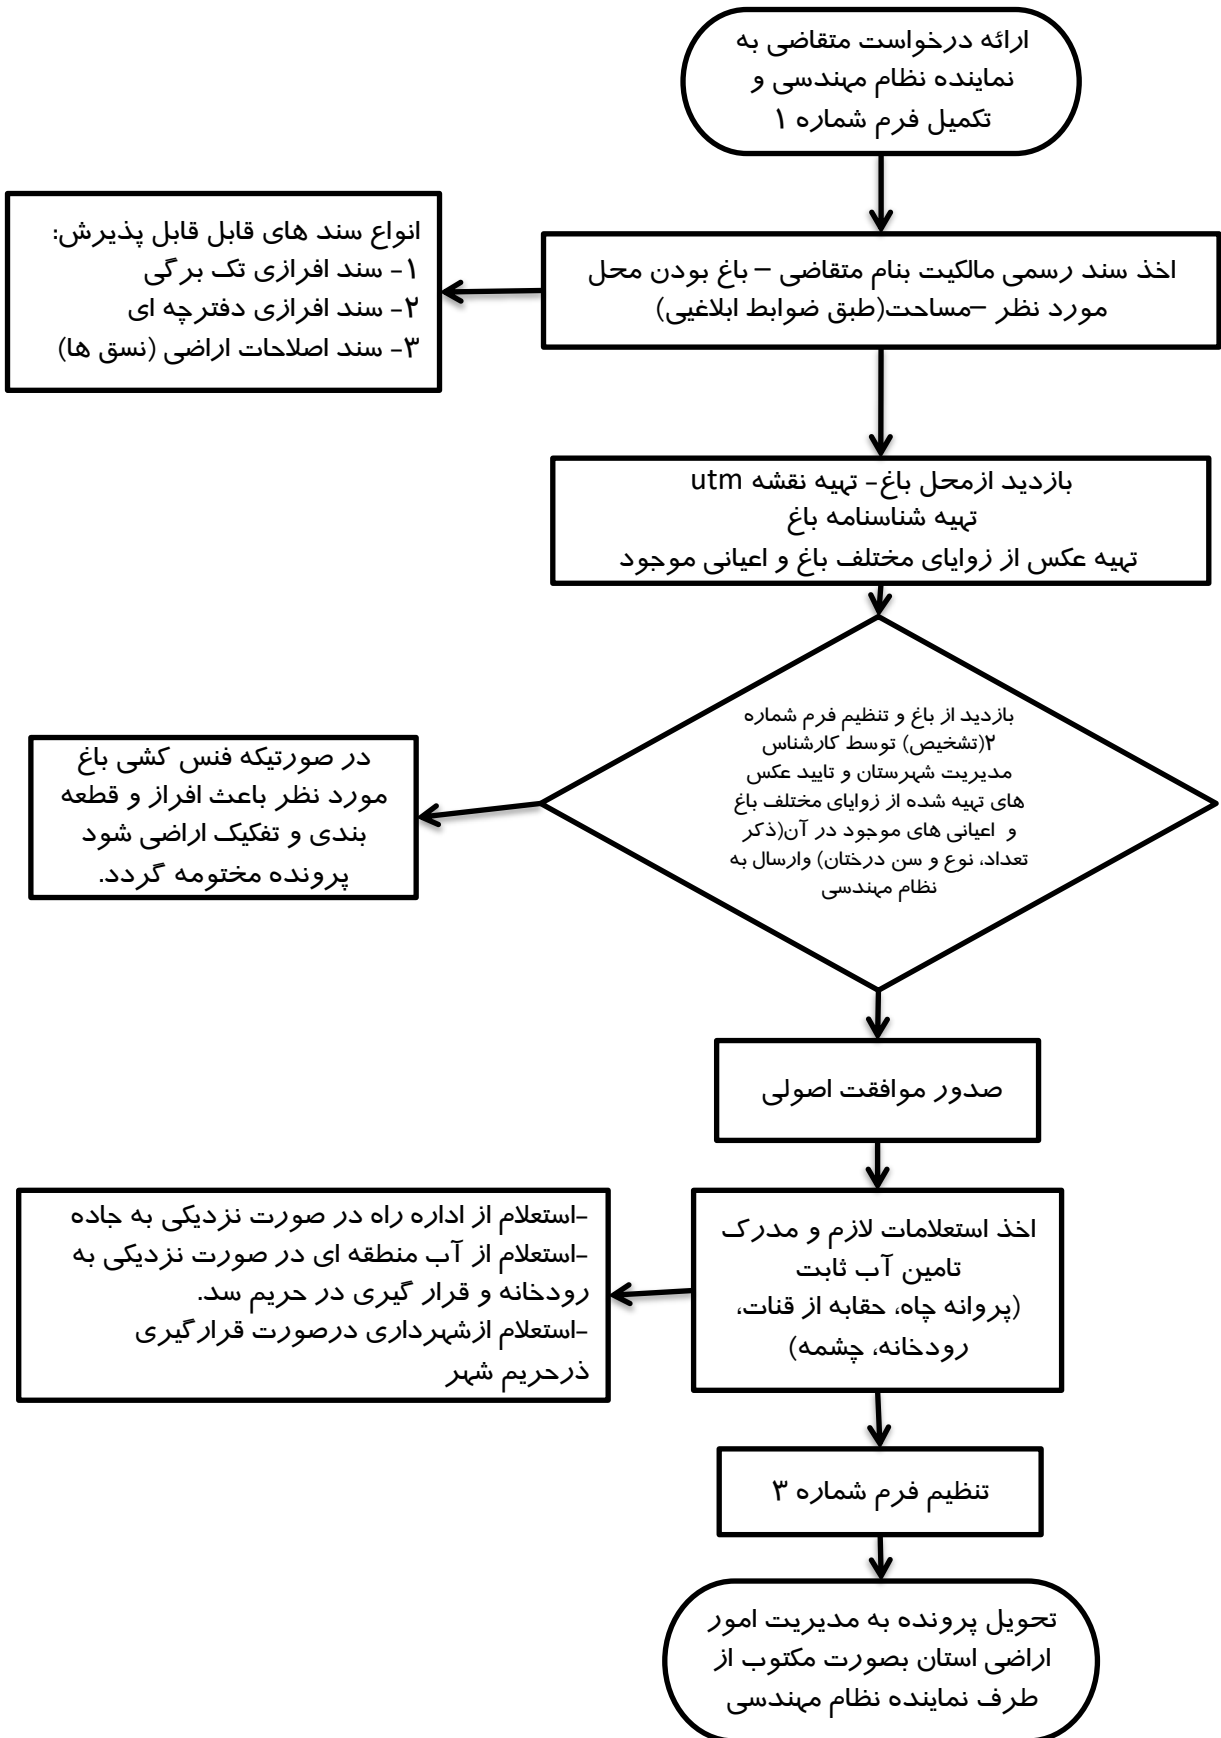 ارائه درخواست متقاضی به
نماینده نظام مهندسی و
تکمیل فرم شماره ۱
اخذ سند رسمی مالکیت بنام متقاضی – باغ بودن محل
مورد نظر –مساحت(طبق ضوابط ابلاغیی)
انواع سند های قابل قابل پذیرش:
۱- سند افرازی تک برگی
۲- سند افرازی دفترچه ای
۳- سند اصلاحات اراضی (نسق ها)
بازدید ازمحل باغ- تهیه نقشه utm
تهیه شناسنامه باغ
تهیه عکس از زوایای مختلف باغ و اعیانی موجود
بازدید از باغ و تنظیم فرم شماره
۲(تشخیص) توسط کارشناس
مدیریت شهرستان و تایید عکس
های تهیه شده از زوایای مختلف باغ
و اعیانی های موجود در آن(ذکر
تعداد، نوع و سن درختان) وارسال به
نظام مهندسی
در صورتیکه فنس کشی باغ
مورد نظر باعث افراز و قطعه
بندی و تفکیک اراضی شود
پرونده مختومه گردد.
صدور موافقت اصولی
اخذ استعلامات لازم و مدرک
تامین آب ثابت
(پروانه چاه، حقابه از قنات،
رودخانه، چشمه)
-استعلام از اداره راه در صورت نزدیکی به جاده
-استعلام از آب منطقه ای در صورت نزدیکی به
رودخانه و قرار گیری در حریم سد.
-استعلام ازشهرداری درصورت قرارگیری
ذرحریم شهر
تنظیم فرم شماره ۳
تحویل پرونده به مدیریت امور
اراضی استان بصورت مکتوب از
طرف نماینده نظام مهندسی